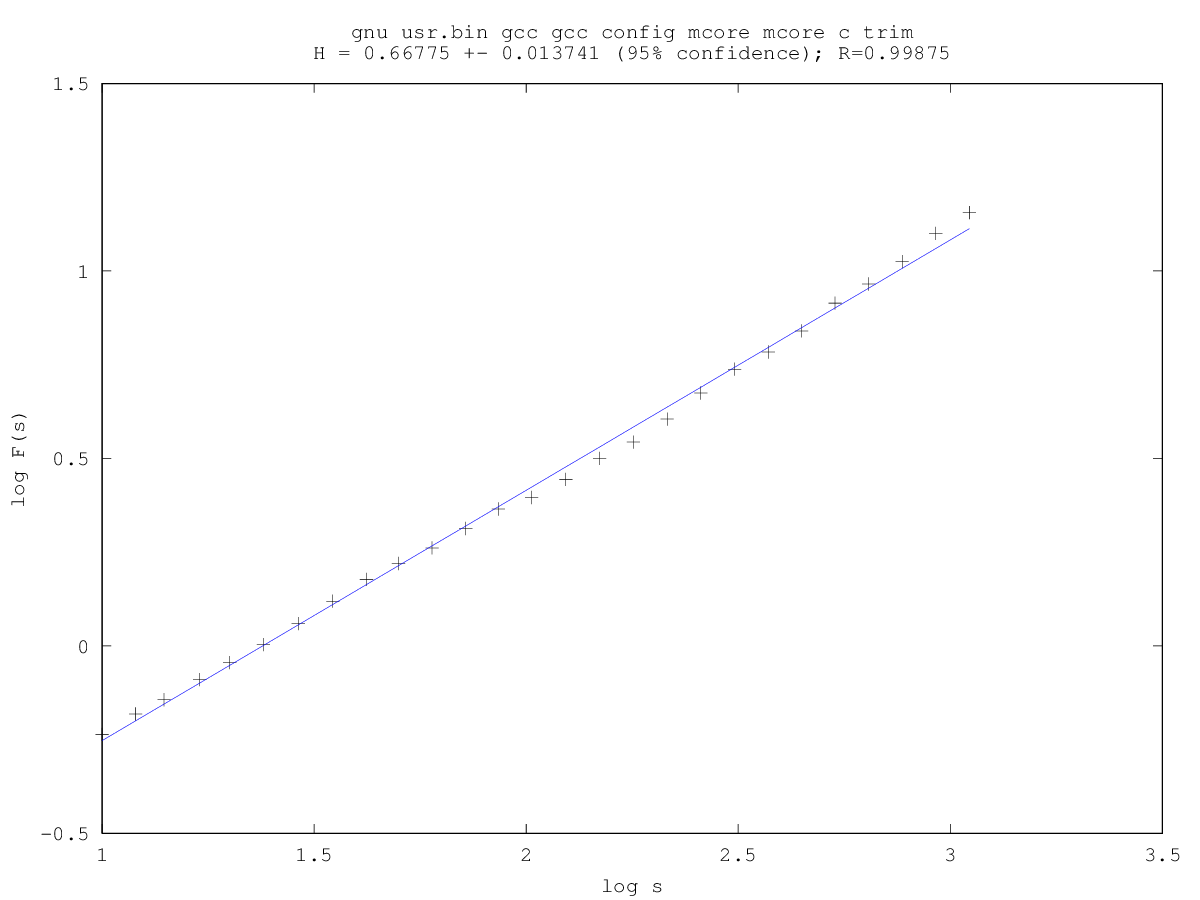 gnu usr.bin gcc gcc config mcore mcore c trim
H = 0.66775 +- 0.013741 (95% confidence); R=0.99875
1.5
1
0.5
0
-0.5
log F(s)
1 1.5 2 2.5 3 3.5
log s